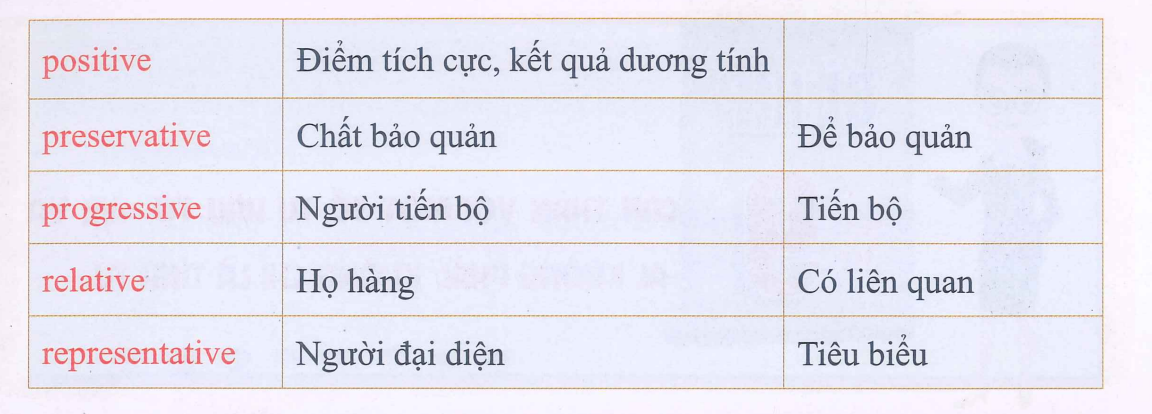 positive Điểm tích cực, kết quả dương tính
preservative Chất bảo quản Để bảo quản
progressive Người tiến bộ Tiến bộ
relative Họ hàng Có liên quan
representative Người đại diện Tiêu biểu